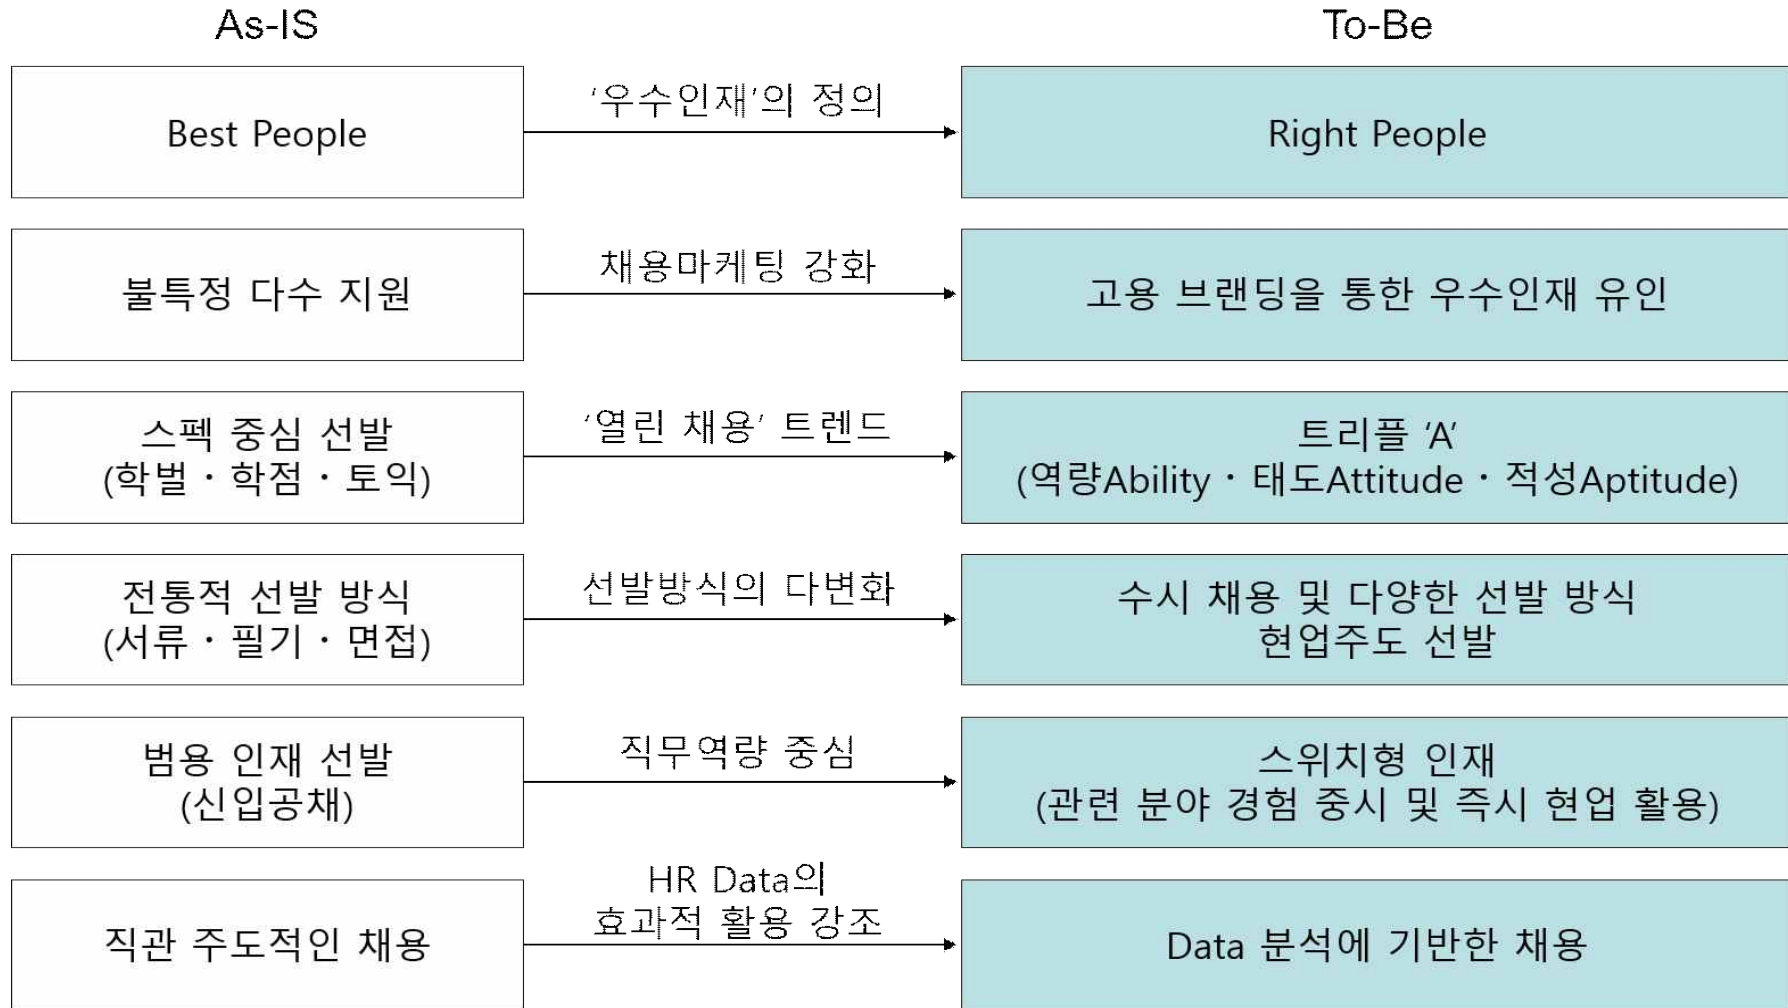 As-IS
To-Be
Best People
‘우수인재’의 정의
Right People
불특정 다수 지원
채용마케팅 강화
고용 브랜딩을 통한 우수인재 유인
스펙 중심 선발
(학벌・학점・토익)
‘열린 채용’ 트렌드
트리플 ‘A’
(역량Ability・태도Attitude・적성Aptitude)
전통적 선발 방식
(서류・필기・면접)
선발방식의 다변화
수시 채용 및 다양한 선발 방식
현업주도 선발
범용 인재 선발
(신입공채)
직무역량 중심
스위치형 인재
(관련 분야 경험 중시 및 즉시 현업 활용)
직관 주도적인 채용
HR Data의
효과적 활용 강조
Data 분석에 기반한 채용